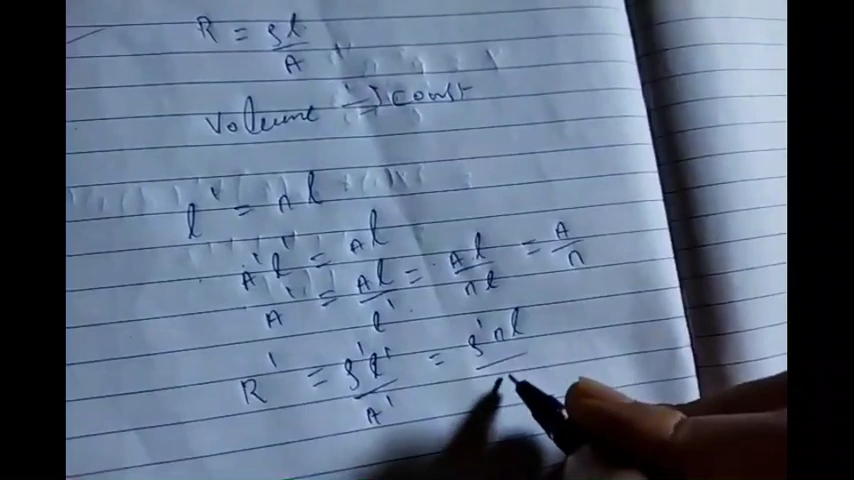 R = ρl/A
Volume ⇒ const
l' = nl
A'l' = Al
A' = Al/l' = Al/nl = A/n
R' = ρ'l'/A' = ρ'nl/